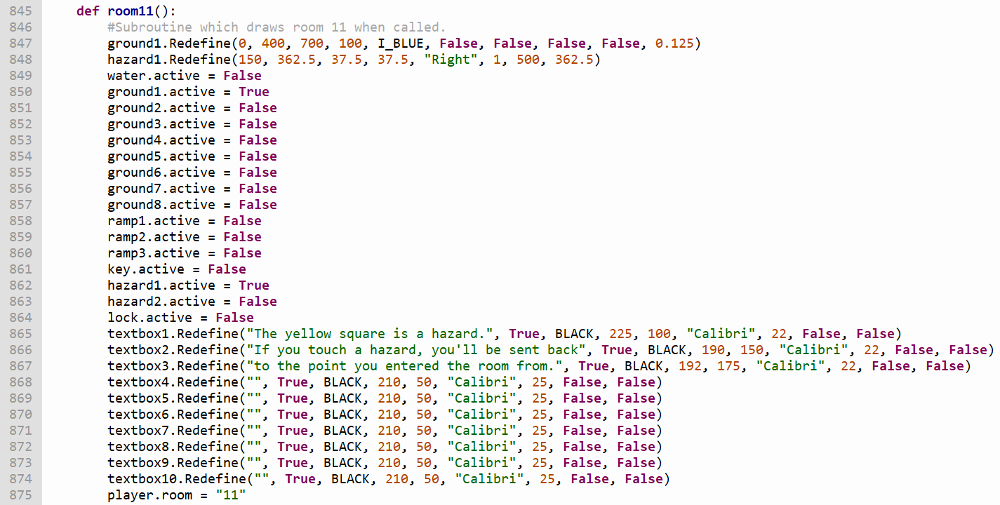 845 def room11():
846 #Subroutine which draws room 11 when called.
847 ground1.Redefine(0, 400, 700, 100, I_BLUE, False, False, False, False, 0.125)
848 hazard1.Redefine(150, 362.5, 37.5, 37.5, "Right", 1, 500, 362.5)
849 water.active = False
850 ground1.active = True
851 ground2.active = False
852 ground3.active = False
853 ground4.active = False
854 ground5.active = False
855 ground6.active = False
856 ground7.active = False
857 ground8.active = False
858 ramp1.active = False
859 ramp2.active = False
860 ramp3.active = False
861 key.active = False
862 hazard1.active = True
863 hazard2.active = False
864 lock.active = False
865 textbox1.Redefine("The yellow square is a hazard.", True, BLACK, 225, 100, "Calibri", 22, False, False)
866 textbox2.Redefine("If you touch a hazard, you'll be sent back", True, BLACK, 190, 150, "Calibri", 22, False, False)
867 textbox3.Redefine("to the point you entered the room from.", True, BLACK, 192, 175, "Calibri", 22, False, False)
868 textbox4.Redefine("", True, BLACK, 210, 50, "Calibri", 25, False, False)
869 textbox5.Redefine("", True, BLACK, 210, 50, "Calibri", 25, False, False)
870 textbox6.Redefine("", True, BLACK, 210, 50, "Calibri", 25, False, False)
871 textbox7.Redefine("", True, BLACK, 210, 50, "Calibri", 25, False, False)
872 textbox8.Redefine("", True, BLACK, 210, 50, "Calibri", 25, False, False)
873 textbox9.Redefine("", True, BLACK, 210, 50, "Calibri", 25, False, False)
874 textbox10.Redefine("", True, BLACK, 210, 50, "Calibri", 25, False, False)
875 player.room = "11"